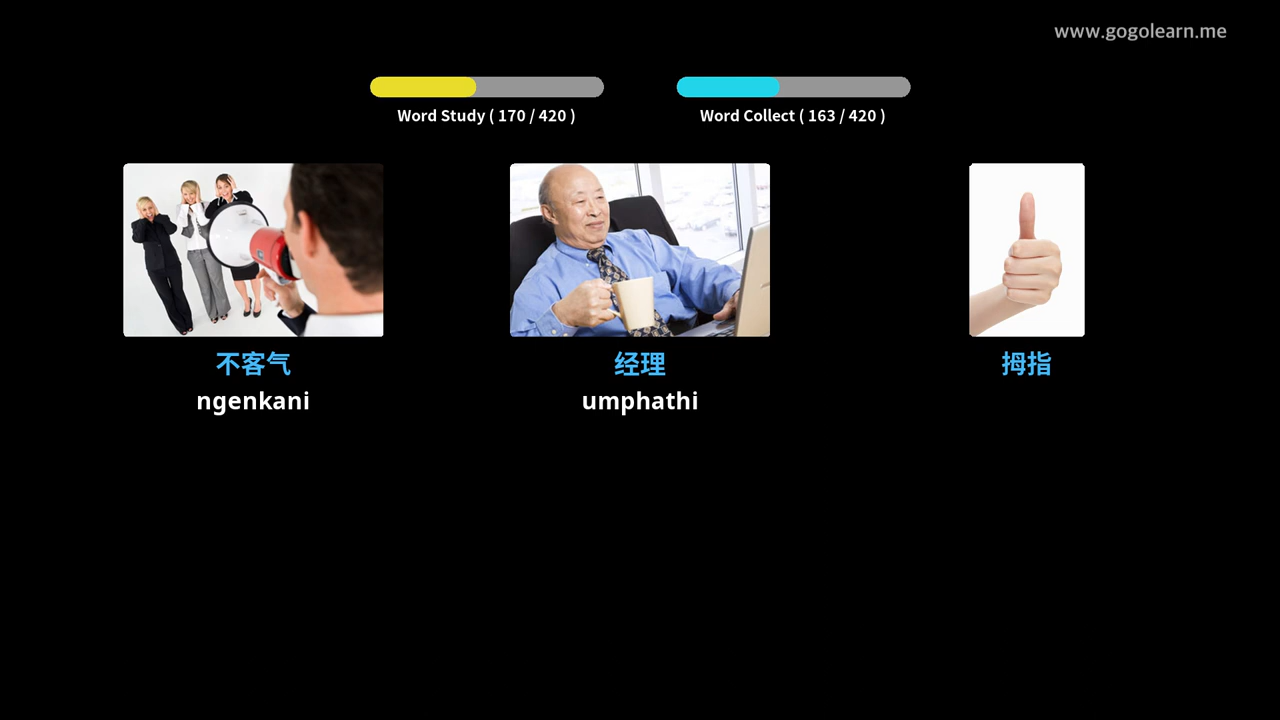 www.gogolearn.me
Word Study ( 170 / 420 )
Word Collect ( 163 / 420 )
不客气
ngenkani
经理
umphathi
拇指